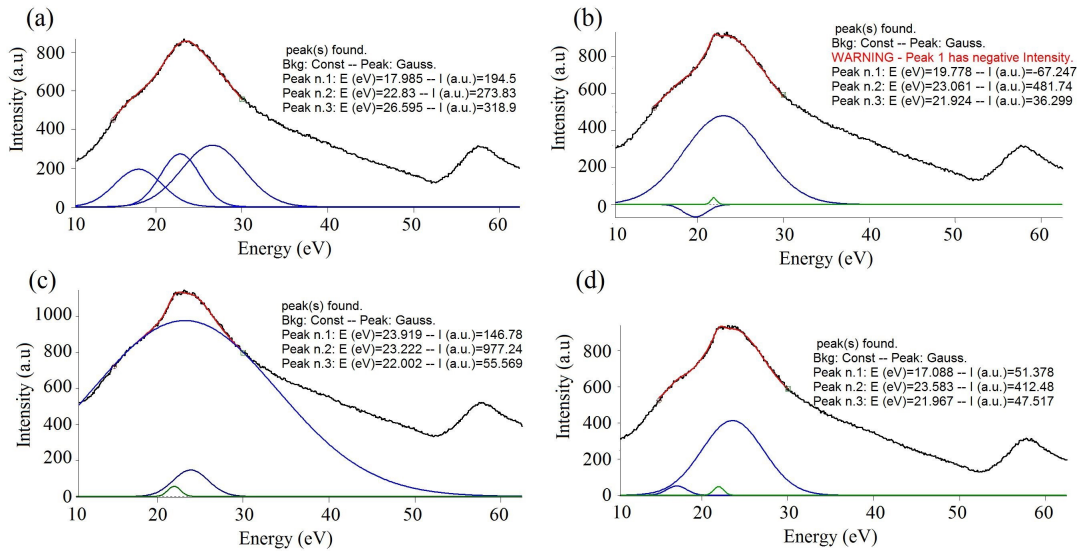 (a)
Intensity (a.u)
800
600
400
200
0
10
20
30
40
50
60
Energy (eV)
peak(s) found.
Bkg: Const -- Peak: Gauss.
Peak n.1: E (eV)=17.985 -- I (a.u.)=194.5
Peak n.2: E (eV)=22.83 -- I (a.u.)=273.83
Peak n.3: E (eV)=26.595 -- I (a.u.)=318.9
(b)
Intensity (a.u)
800
600
400
200
0
10
20
30
40
50
60
Energy (eV)
peak(s) found.
Bkg: Const -- Peak: Gauss.
WARNING - Peak 1 has negative Intensity.
Peak n.1: E (eV)=19.778 -- I (a.u.)=-67.247
Peak n.2: E (eV)=23.061 -- I (a.u.)=481.74
Peak n.3: E (eV)=21.924 -- I (a.u.)=36.299
(c)
Intensity (a.u)
1000
800
600
400
200
0
10
20
30
40
50
60
Energy (eV)
peak(s) found.
Bkg: Const -- Peak: Gauss.
Peak n.1: E (eV)=23.919 -- I (a.u.)=146.78
Peak n.2: E (eV)=23.222 -- I (a.u.)=977.24
Peak n.3: E (eV)=22.002 -- I (a.u.)=55.569
(d)
Intensity (a.u)
800
600
400
200
0
10
20
30
40
50
60
Energy (eV)
peak(s) found.
Bkg: Const -- Peak: Gauss.
Peak n.1: E (eV)=17.088 -- I (a.u.)=51.378
Peak n.2: E (eV)=23.583 -- I (a.u.)=412.48
Peak n.3: E (eV)=21.967 -- I (a.u.)=47.517